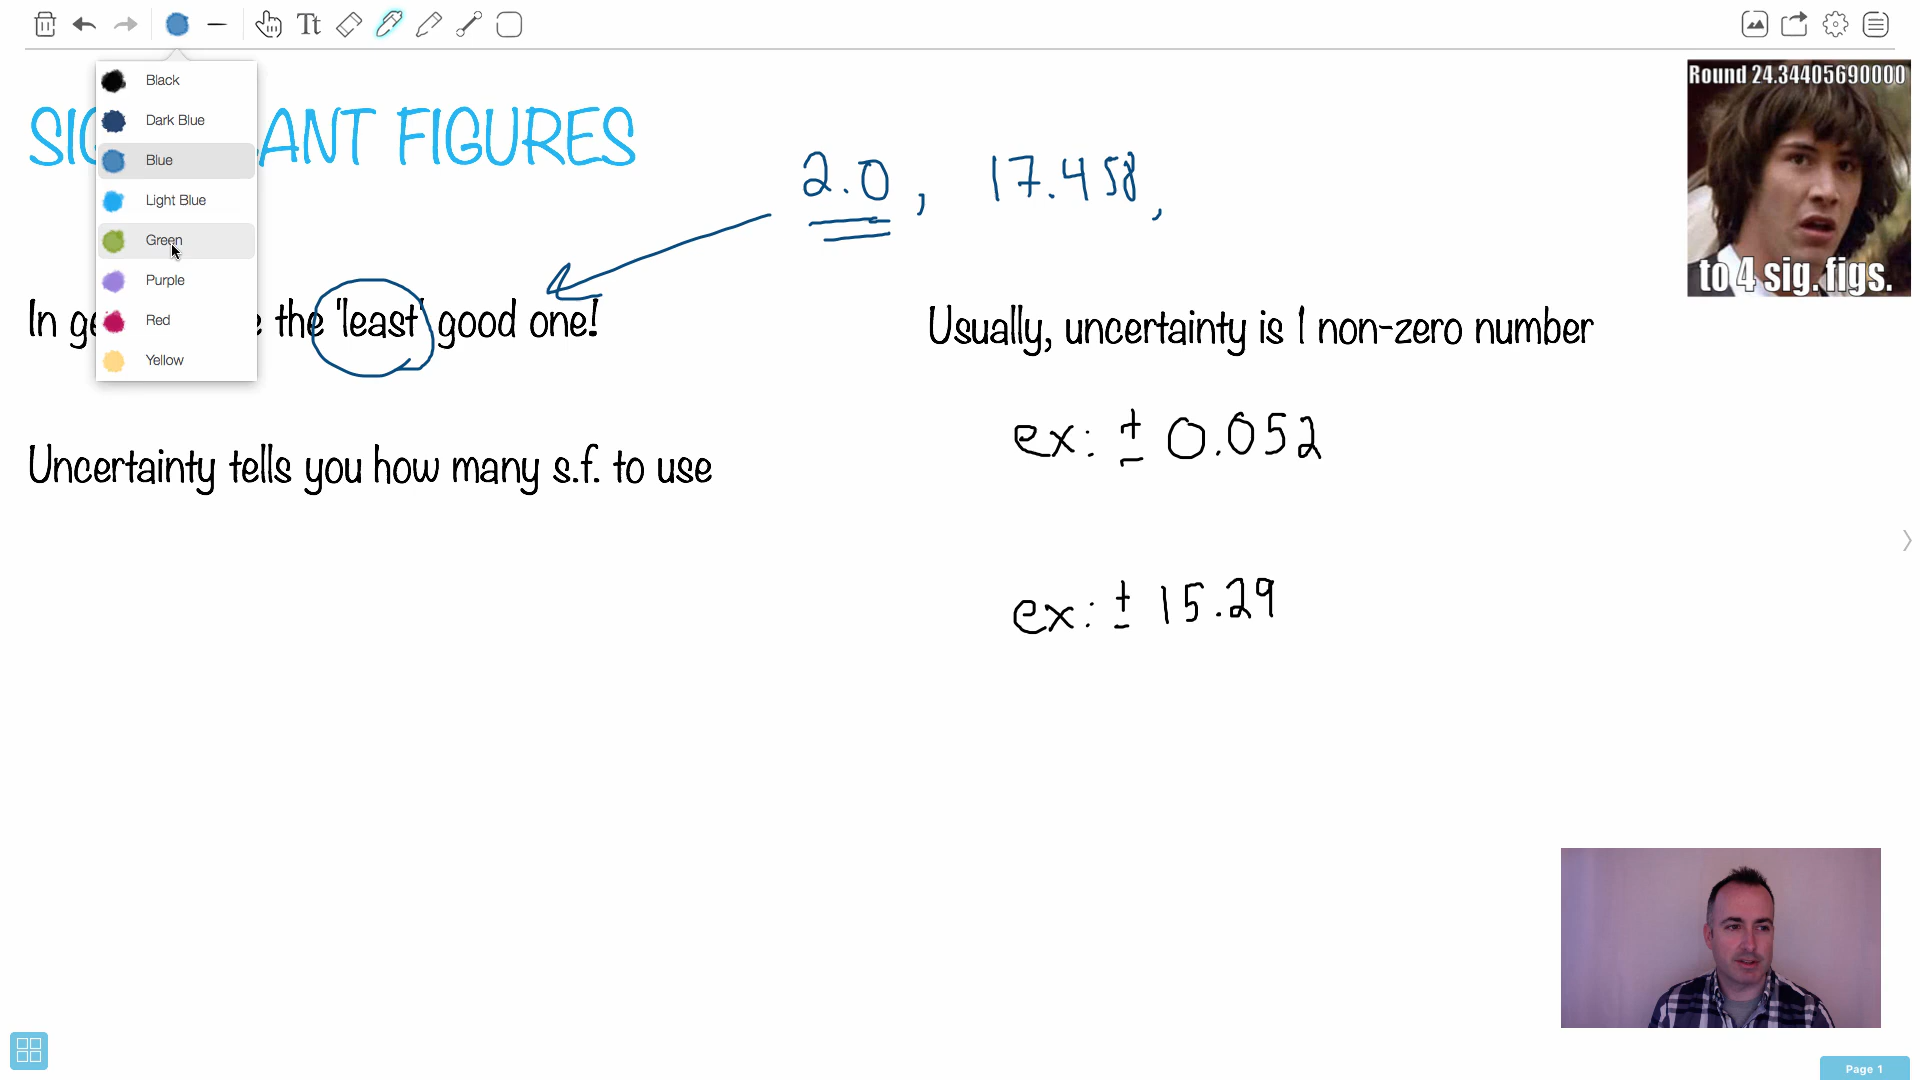 Tt
Black
Dark Blue
Blue
Light Blue
Green
Purple
Red
Yellow
FIGURES
2.0, 17.458,
Round 24.34405690000
to 4 sig. figs.
In the 'least' good one!
Usually, uncertainty is 1 non-zero number
ex: ± 0.052
Uncertainty tells you how many s.f. to use
ex: ± 15.29
Page 1